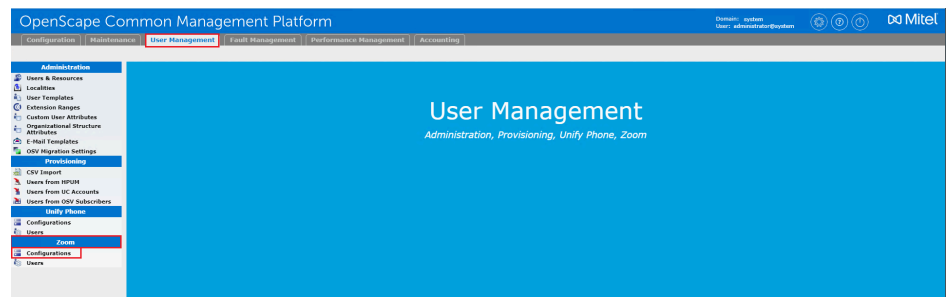 OpenScape Common Management Platform
Domain: system
User: administrator@system
Mitel
Configuration
Maintenance
User Management
Fault Management
Performance Management
Accounting
Administration
Users & Resources
Localities
User Templates
Extension Ranges
Custom User Attributes
Organizational Structure
Attributes
E-Mail Templates
OSV Migration Settings
Provisioning
CSV Import
Users from HPUM
Users from UC Accounts
Users from OSV Subscribers
Unify Phone
Configurations
Users
Zoom
Configurations
Users
User Management
Administration, Provisioning, Unify Phone, Zoom